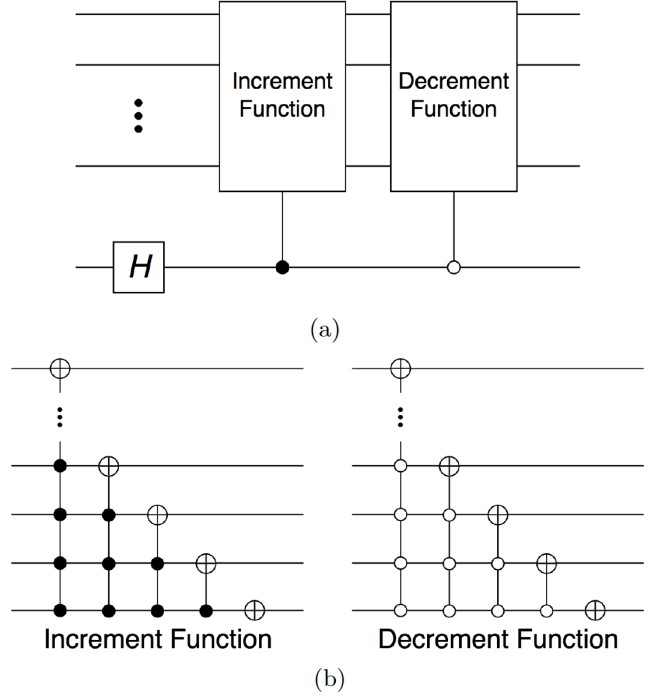 Increment Decrement
Function Function
H
(a)
Increment Function Decrement Function
(b)